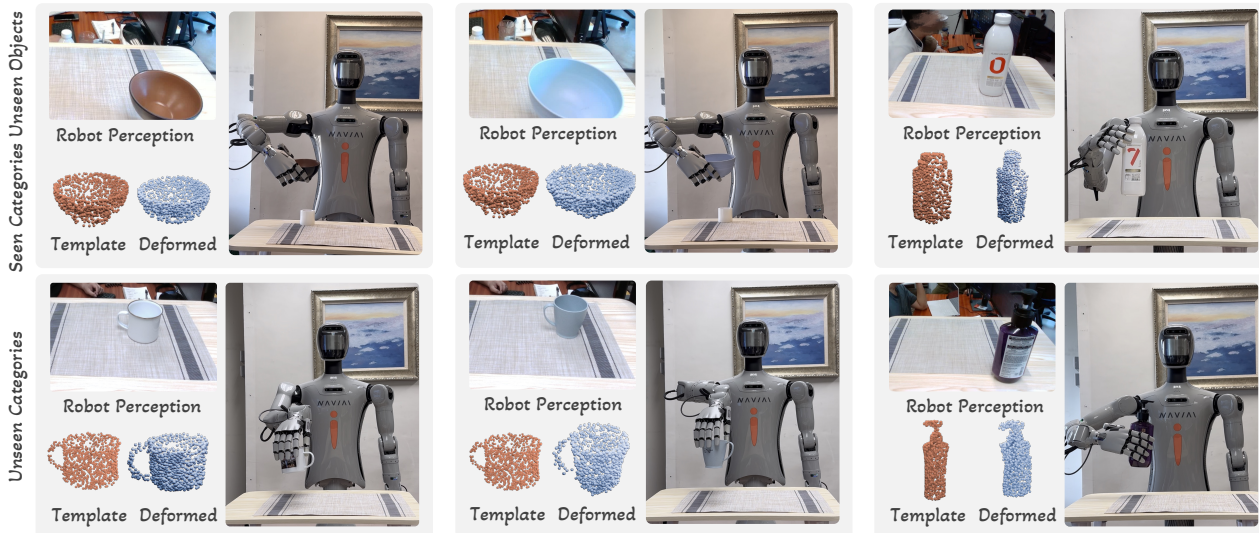 Seen Categories Unseen Objects
Robot Perception
Template Deformed
NAVIAI
Robot Perception
Template Deformed
NAVIAI
Robot Perception
Template Deformed
NAVIAI
Unseen Categories
Robot Perception
Template Deformed
NAVIAI
Robot Perception
Template Deformed
NAVIAI
Robot Perception
Template Deformed
NAVIAI